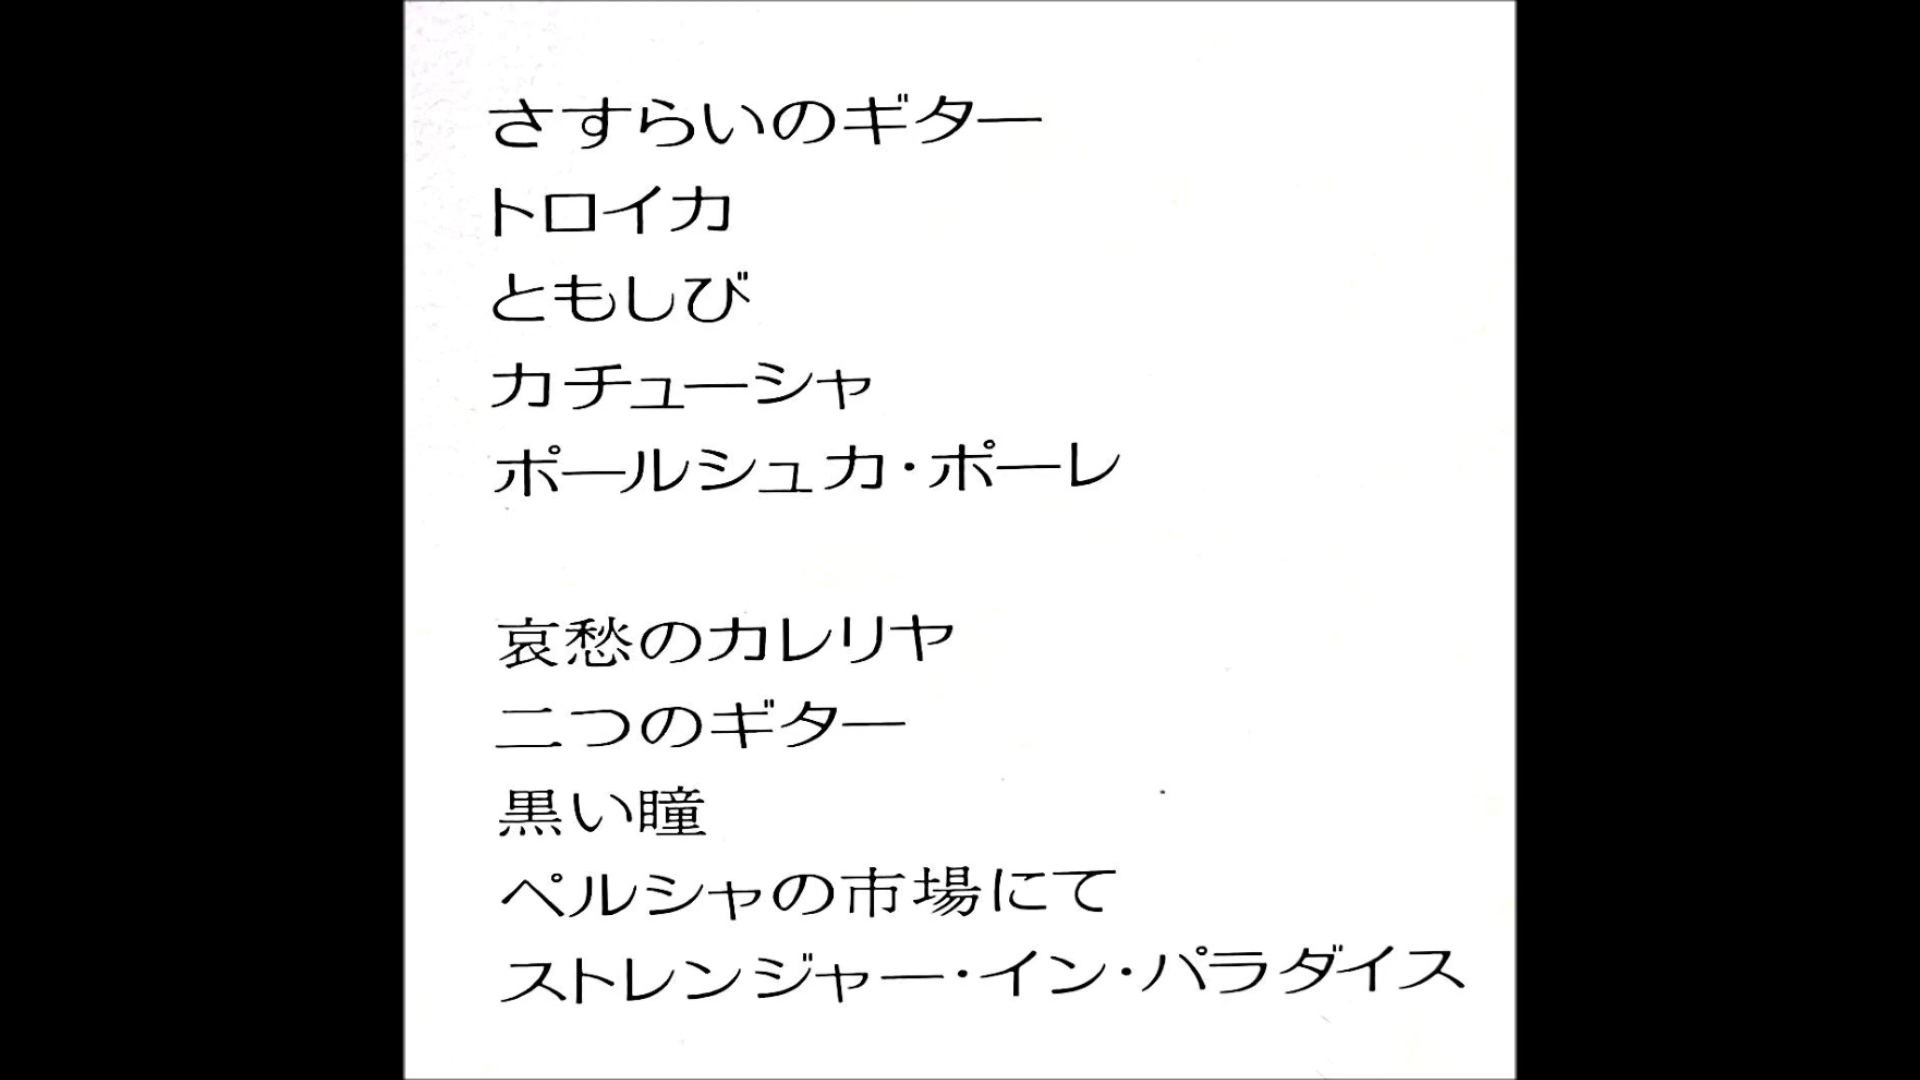 さすらいのギター
トロイカ
ともしび
カチューシャ
ポールシュカ・ポーレ
哀愁のカレリヤ
二つのギター
黒い瞳
ペルシャの市場にて
ストレンジャー・イン・パラダイス